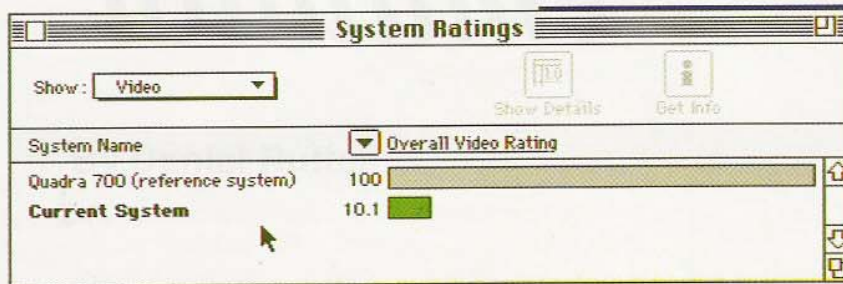 System Ratings
Show: Video
Show Details
Get Info
System Name
Overall Video Rating
Quadra 700 (reference system) 100
Current System 10.1